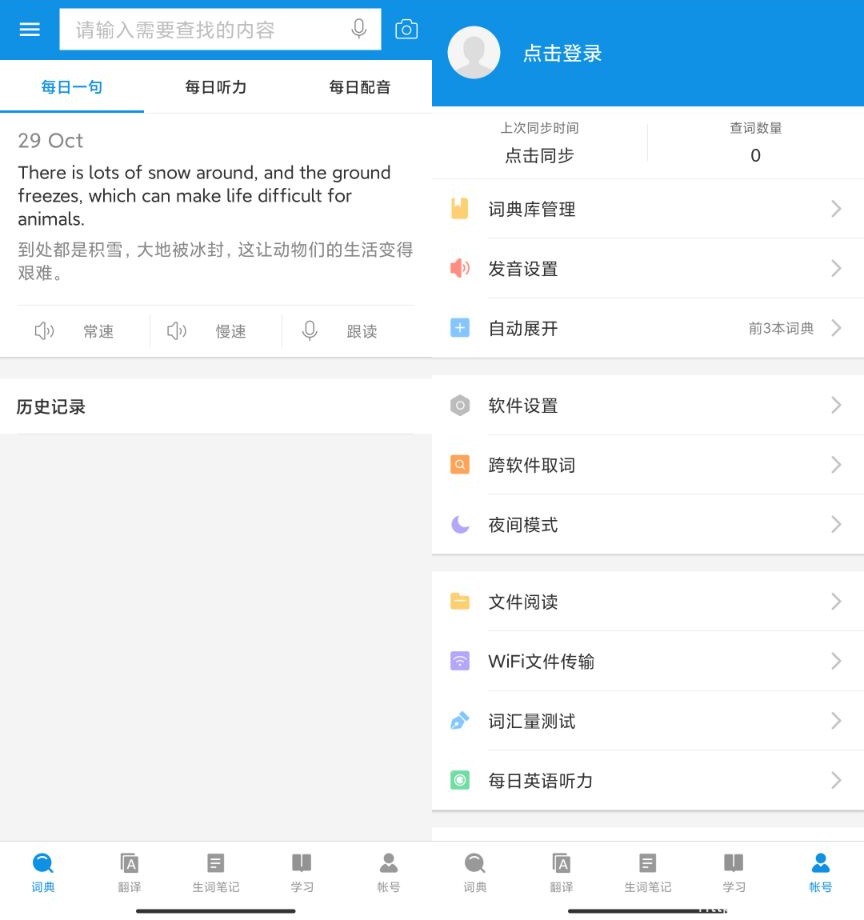 请输入需要查找的内容
每日一句 每日听力 每日配音
29 Oct
There is lots of snow around, and the ground
freezes, which can make life difficult for
animals.
到处都是积雪，大地被冰封，这让动物们的生活变得
艰难。
常速 慢速 跟读
历史记录
词典 翻译 生词笔记 学习 帐号
点击登录
上次同步时间 查词数量
点击同步 0
词典库管理
发音设置
自动展开 前3本词典
软件设置
跨软件取词
夜间模式
文件阅读
WiFi文件传输
词汇量测试
每日英语听力
词典 翻译 生词笔记 学习 帐号